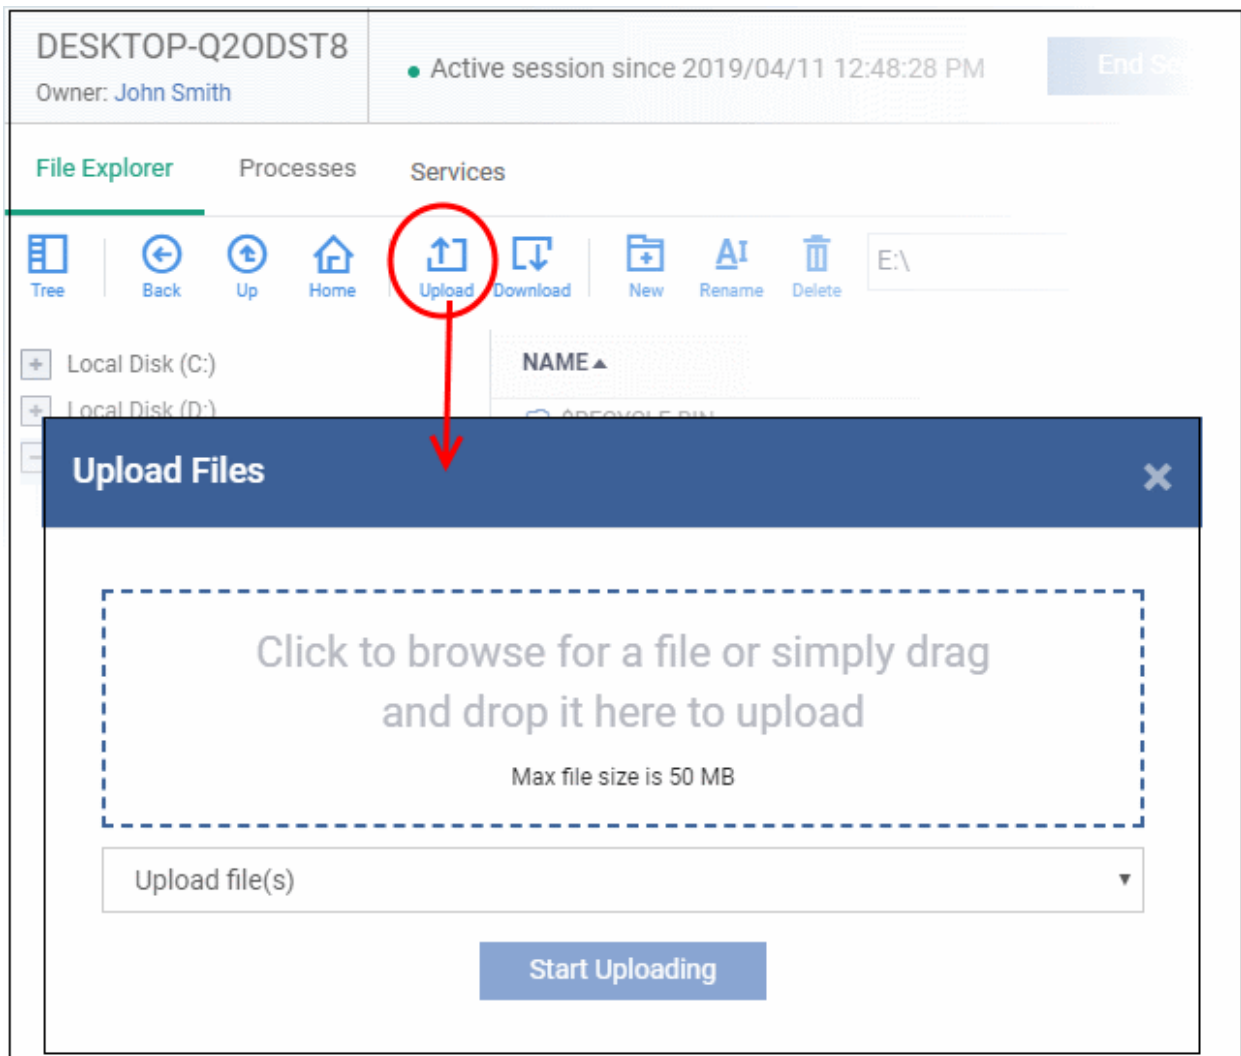 DESKTOP-Q2ODST8
Owner: John Smith
Active session since 2019/04/11 12:48:28 PM
End
File Explorer Processes Services
Tree Back Up Home Upload Download New Rename Delete E:\
Local Disk (C:) NAME
Local Disk (D:) $RECYCLE.BIN
Upload Files
Click to browse for a file or simply drag
and drop it here to upload
Max file size is 50 MB
Upload file(s)
Start Uploading